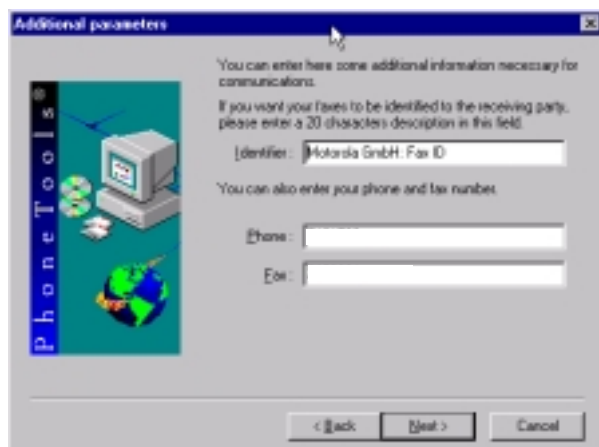 Additional parameters
You can enter here some additional information necessary for
communications.
If you want your faxes to be identified to the receiving party,
please enter a 20 characters description in this field.
Identifier : Motorola GmbH: Fax ID
You can also enter your phone and fax number.
Phone :
Fax :
PhoneTools
< Back
Next >
Cancel